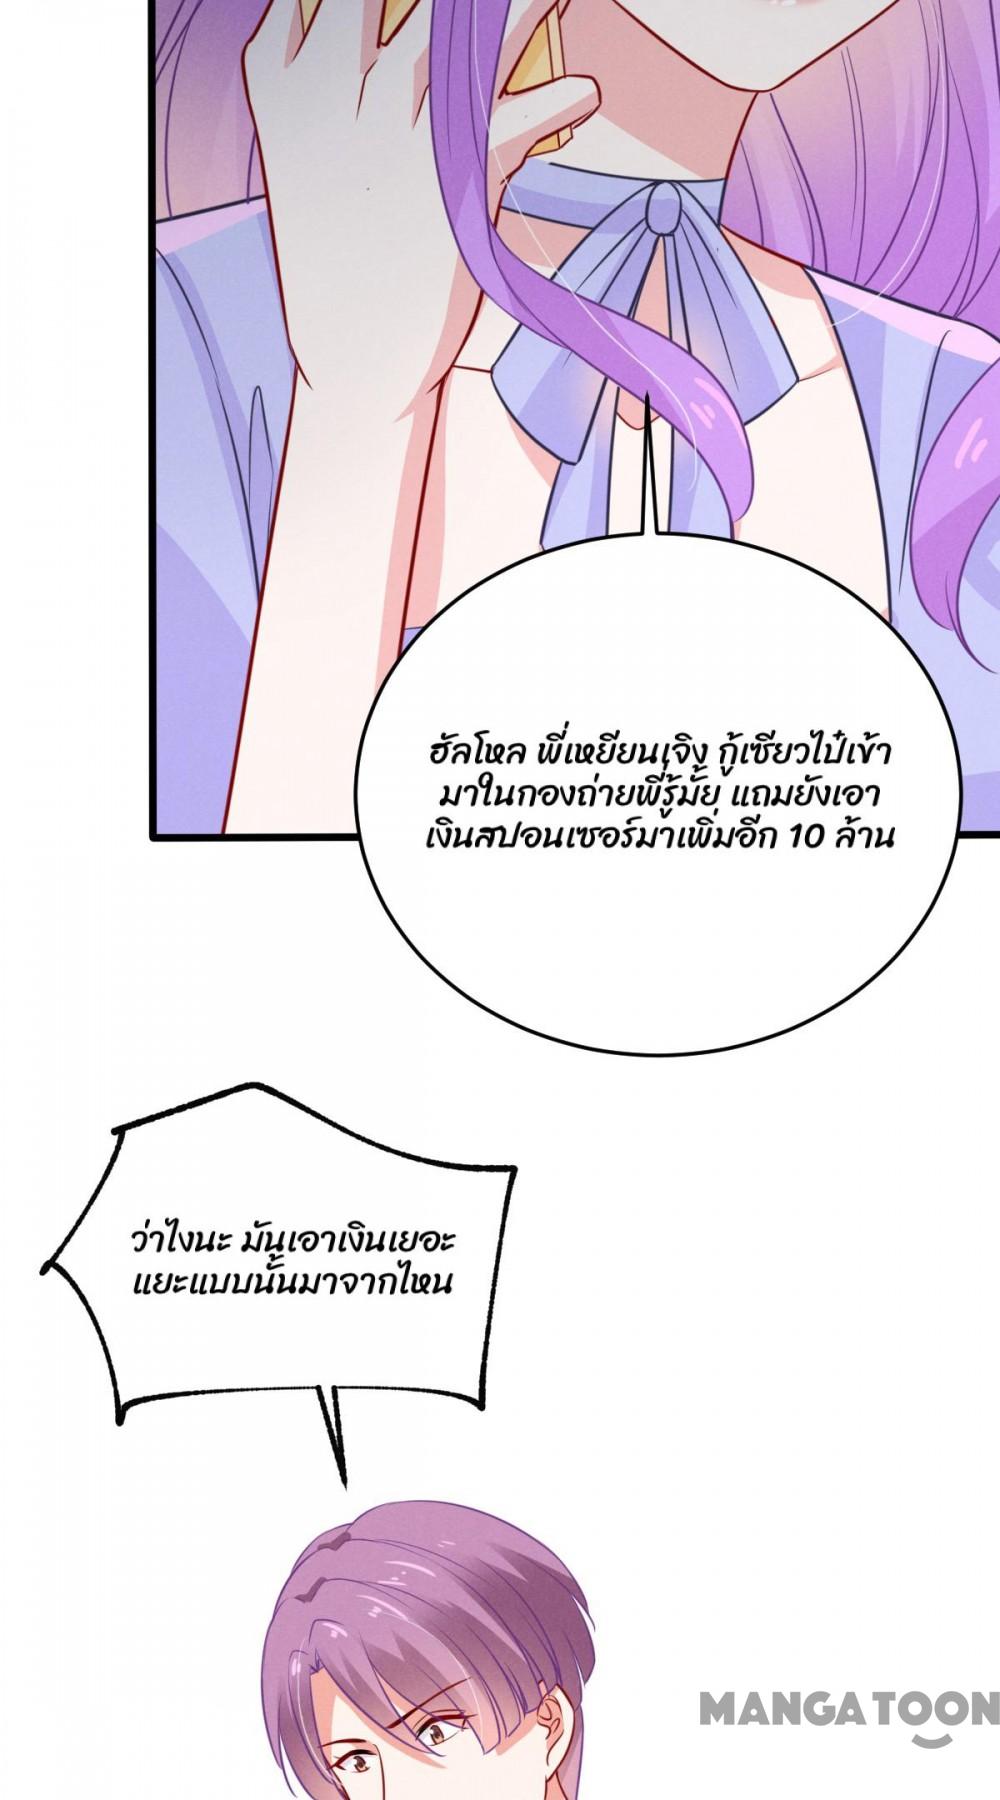 ฮัลโหล พี่เหยียนเจิง กู้เซียวไป๋เข้า
มาในกองถ่ายพี่รู้มั้ย แถมยังเอา
เงินสปอนเซอร์มาเพิ่มอีก 10 ล้าน
ว่าไงนะ มันเอาเงินเยอะ
แยะแบบนั้นมาจากไหน
MANGATOON